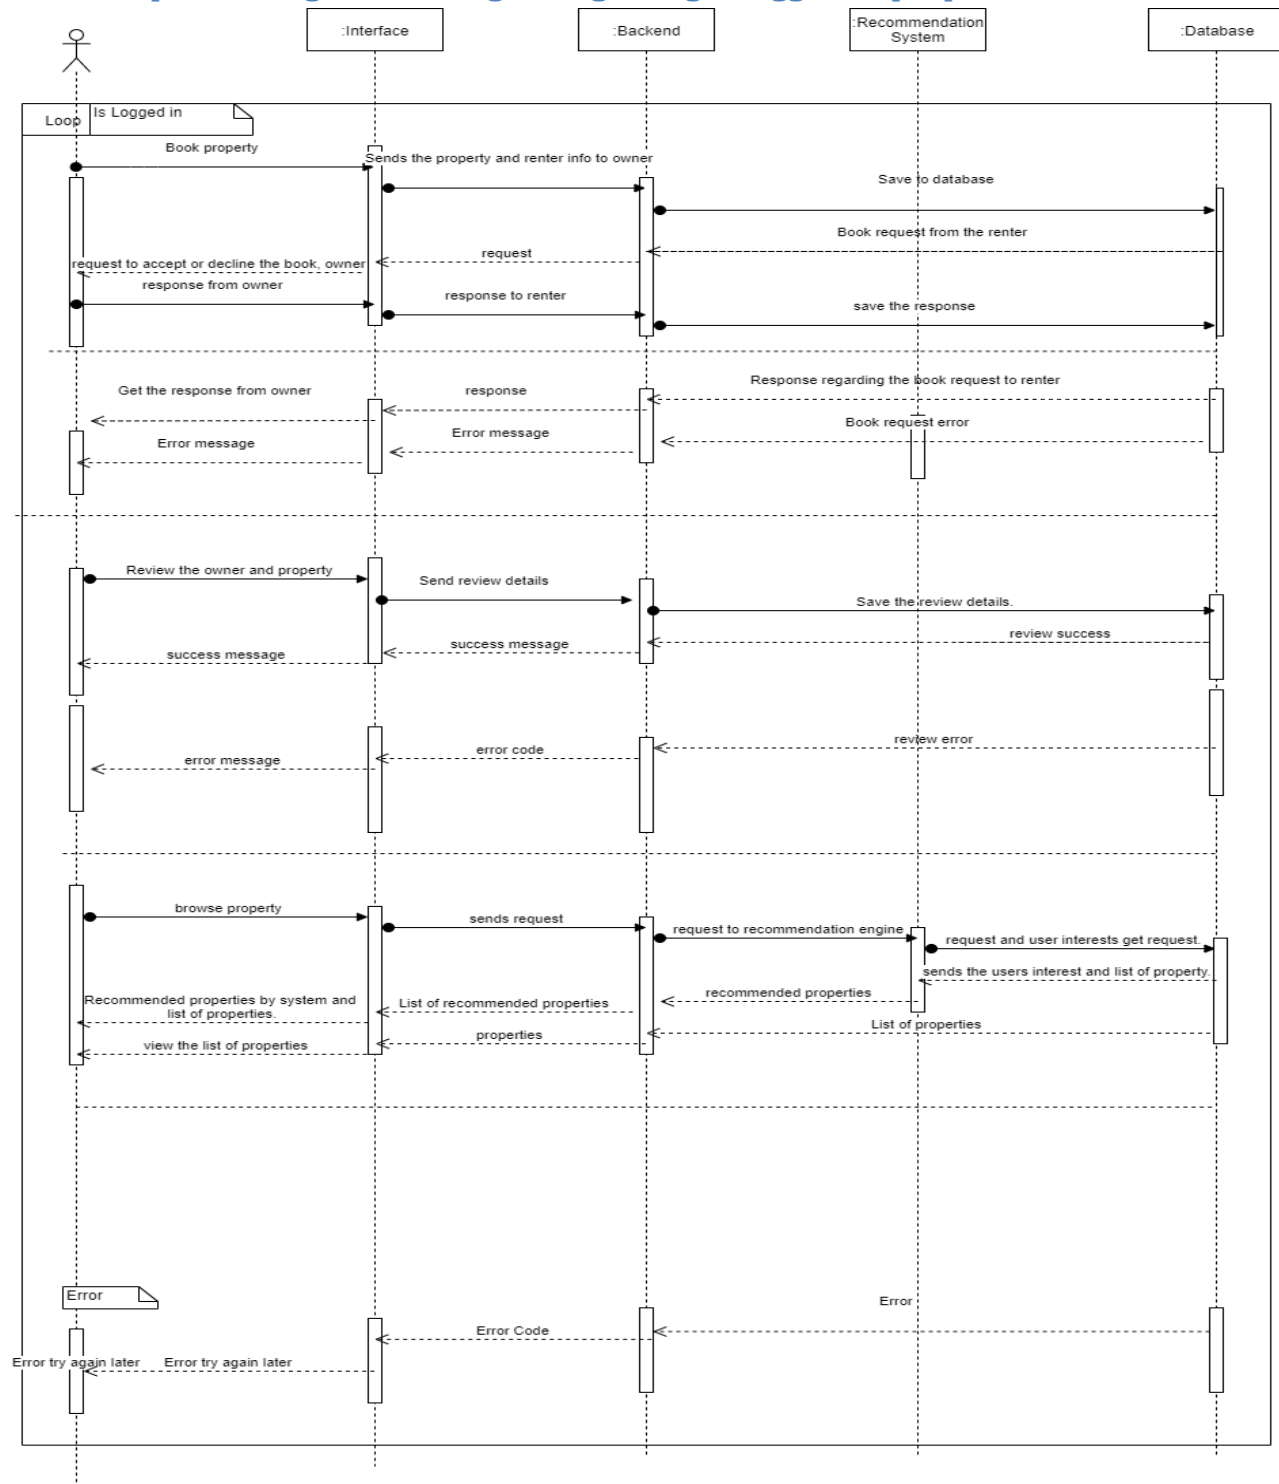 :Interface
:Backend
:Recommendation
System
:Database
Loop
Is Logged in
Book property
Sends the property and renter info to owner
Save to database
Book request from the renter
request
request to accept or decline the book, owner
response from owner
response to renter
save the response
Response regarding the book request to renter
response
Get the response from owner
Book request error
Error message
Error message
Review the owner and property
Send review details
Save the review details.
review success
success message
success message
review error
error code
error message
browse property
sends request
request to recommendation engine
request and user interests get request.
sends the users interest and list of property.
recommended properties
List of recommended properties
Recommended properties by system and
list of properties.
List of properties
properties
view the list of properties
Error
Error
Error Code
Error try again later
Error try again later